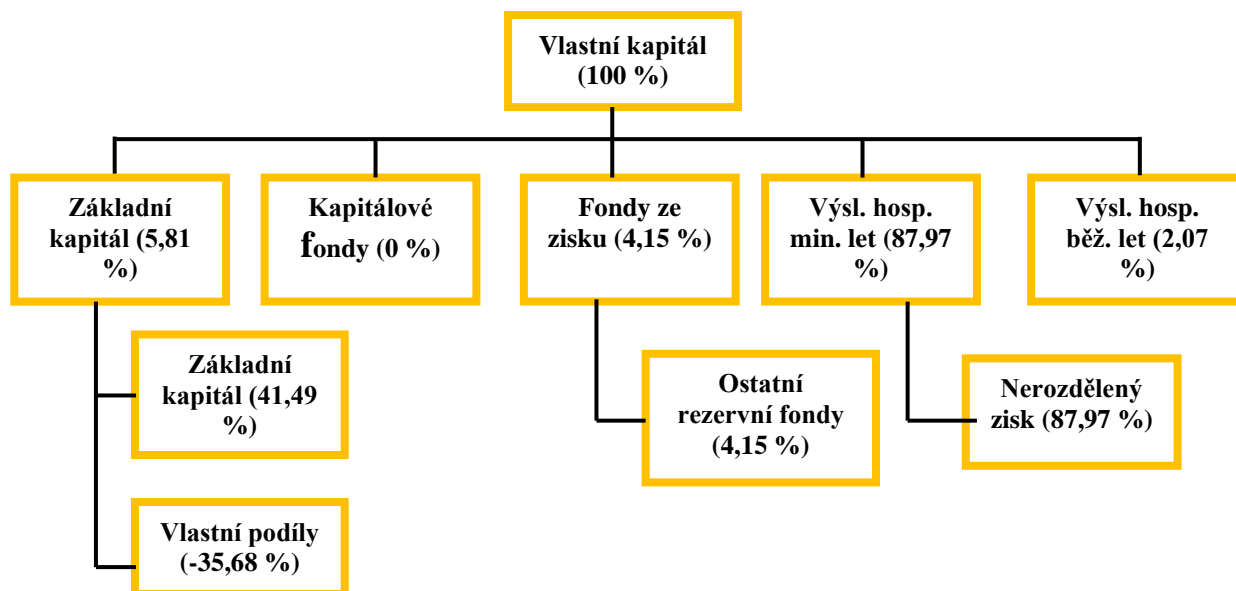 Vlastní kapitál
(100 %)
Základní
kapitál (5,81
%)
Kapitálové
fondy (0 %)
Fondy ze
zisku (4,15 %)
Výsl. hosp.
min. let (87,97
%)
Výsl. hosp.
běž. let (2,07
%)
Základní
kapitál (41,49
%)
Ostatní
rezervní fondy
(4,15 %)
Nerozdělený
zisk (87,97 %)
Vlastní podíly
(-35,68 %)